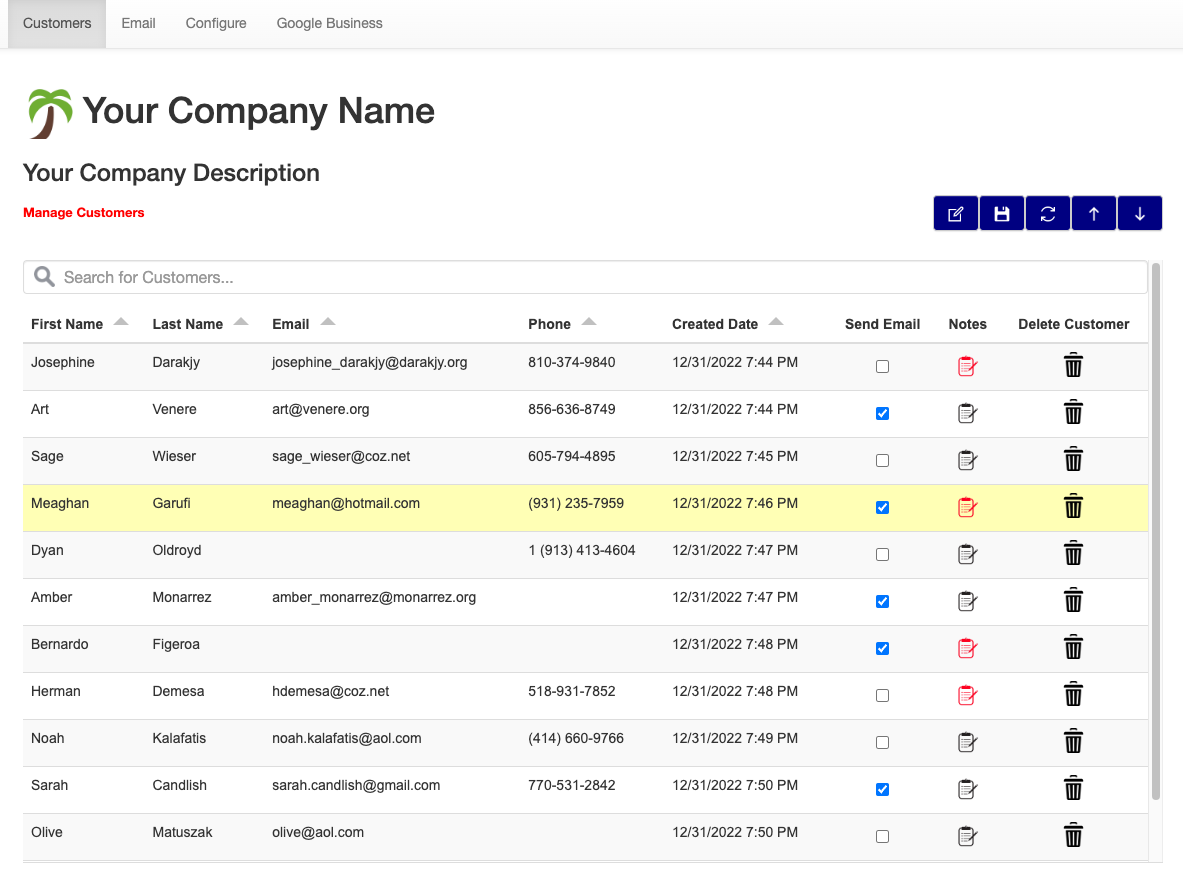 Customers Email Configure Google Business
Your Company Name
Your Company Description
Manage Customers
Search for Customers...
First Name Last Name Email Phone Created Date Send Email Notes Delete Customer
Josephine Darakjy josephine_darakjy@darakjy.org 810-374-9840 12/31/2022 7:44 PM
Art Venere art@venere.org 856-636-8749 12/31/2022 7:44 PM
Sage Wieser sage_wieser@coz.net 605-794-4895 12/31/2022 7:45 PM
Meaghan Garufi meaghan@hotmail.com (931) 235-7959 12/31/2022 7:46 PM
Dyan Oldroyd 1 (913) 413-4604 12/31/2022 7:47 PM
Amber Monarrez amber_monarrez@monarrez.org 12/31/2022 7:47 PM
Bernardo Figeroa 12/31/2022 7:48 PM
Herman Demesa hdemesa@coz.net 518-931-7852 12/31/2022 7:48 PM
Noah Kalafatis noah.kalafatis@aol.com (414) 660-9766 12/31/2022 7:49 PM
Sarah Candlish sarah.candlish@gmail.com 770-531-2842 12/31/2022 7:50 PM
Olive Matuszak olive@aol.com 12/31/2022 7:50 PM